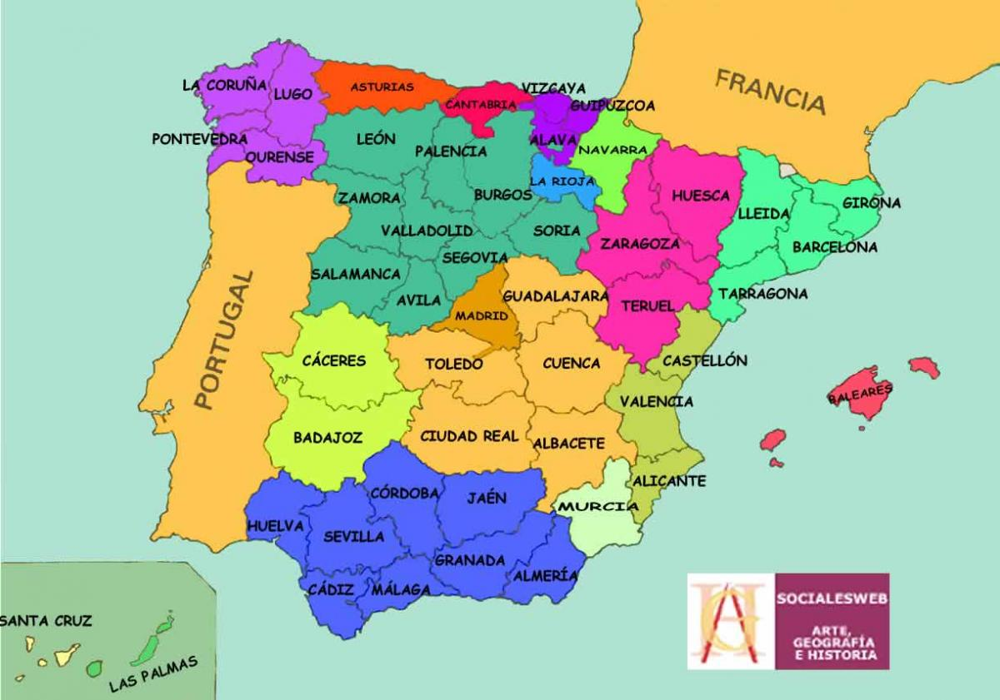 FRANCIA
LA CORUÑA
LUGO
ASTURIAS
CANTABRIA
VIZCAYA
GUIPUZCOA
PONTEVEDRA
OURENSE
LEÓN
PALENCIA
ALAVA
NAVARRA
LA RIOJA
ZAMORA
BURGOS
HUESCA
LLEIDA
GIRONA
VALLADOLID
SORIA
ZARAGOZA
BARCELONA
SEGOVIA
SALAMANCA
AVILA
GUADALAJARA
TARRAGONA
MADRID
TERUEL
PORTUGAL
CÁCERES
TOLEDO
CUENCA
CASTELLÓN
BALEARES
VALENCIA
BADAJOZ
CIUDAD REAL
ALBACETE
ALICANTE
CÓRDOBA
JAÉN
MURCIA
HUELVA
SEVILLA
GRANADA
ALMERÍA
CÁDIZ
MÁLAGA
SANTA CRUZ
LAS PALMAS
HAG
SOCIALESWEB
ARTE,
GEOGRAFÍA
E HISTORIA